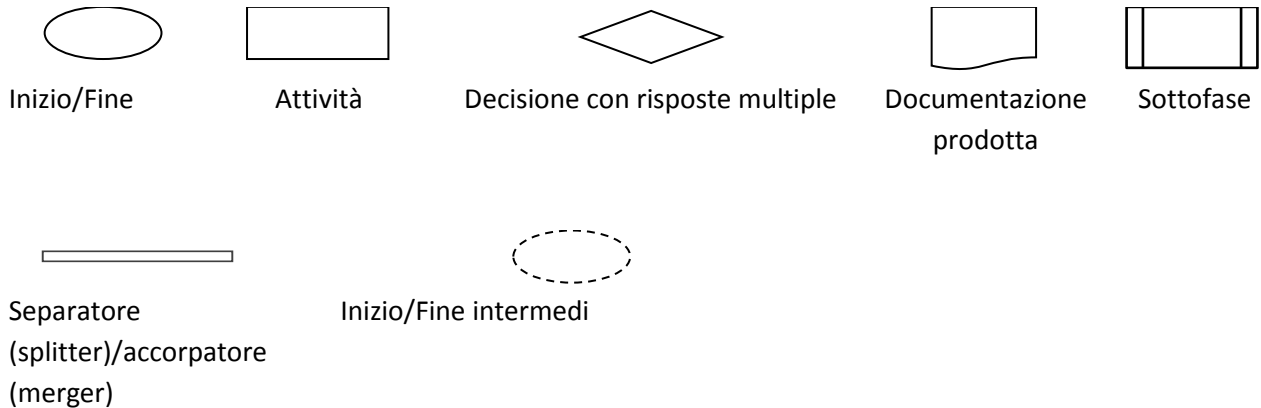 Inizio/Fine
Attività
Decisione con risposte multiple
Documentazione
prodotta
Sottofase
Separatore
(splitter)/accorpatore
(merger)
Inizio/Fine intermedi